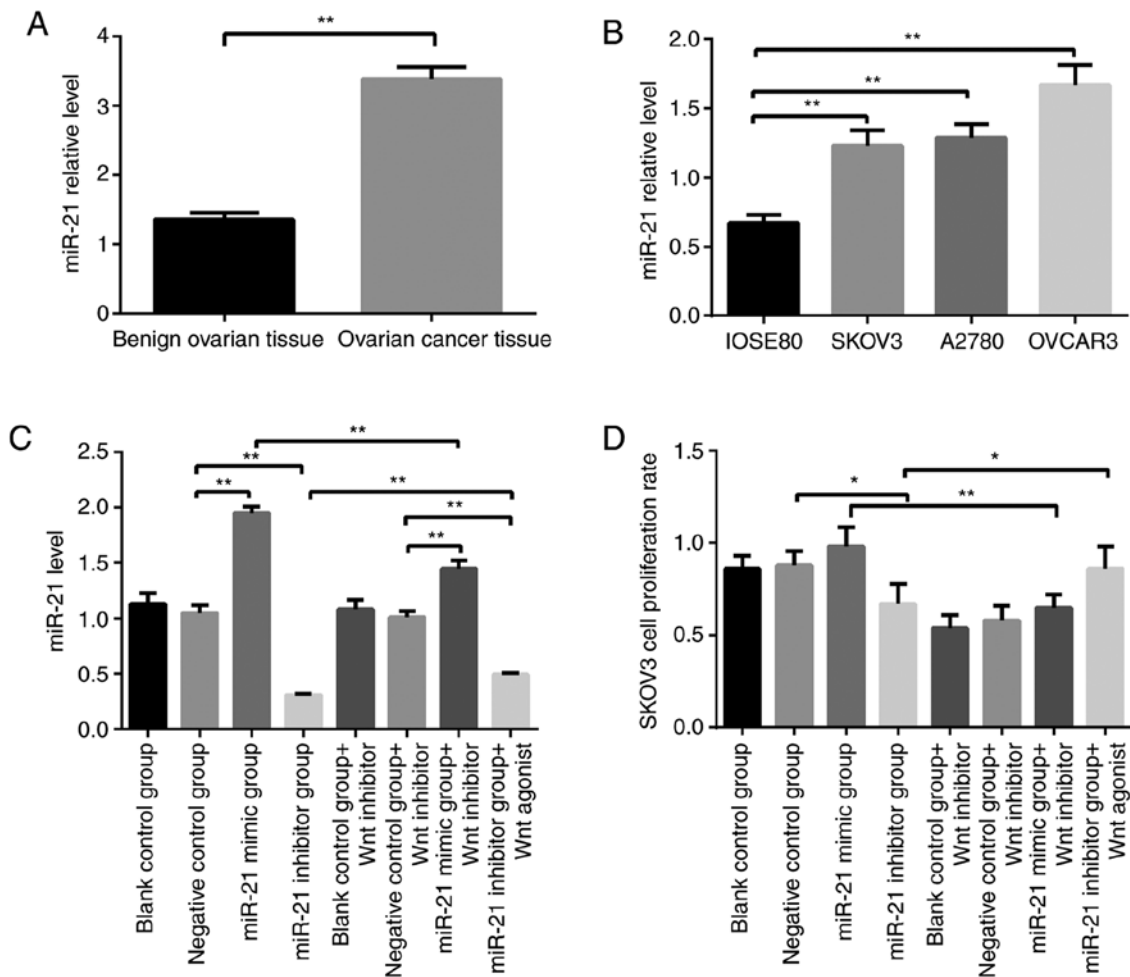 A
miR-21 relative level
4
3
2
1
0
**
Benign ovarian tissue
Ovarian cancer tissue
B
miR-21 relative level
2.0
1.5
1.0
0.5
0.0
**
**
**
IOSE80
SKOV3
A2780
OVCAR3
C
miR-21 level
2.5
2.0
1.5
1.0
0.5
0.0
**
**
**
**
**
**
Blank control group
Negative control group
miR-21 mimic group
miR-21 inhibitor group
Blank control group+
Wnt inhibitor
Negative control group+
Wnt inhibitor
miR-21 mimic group+
Wnt inhibitor
miR-21 inhibitor group+
Wnt agonist
D
SKOV3 cell proliferation rate
1.5
1.0
0.5
0.0
*
*
**
Blank control group
Negative control group
miR-21 mimic group
miR-21 inhibitor group
Blank control group+
Wnt inhibitor
Negative control group+
Wnt inhibitor
miR-21 mimic group+
Wnt inhibitor
miR-21 inhibitor group+
Wnt agonist